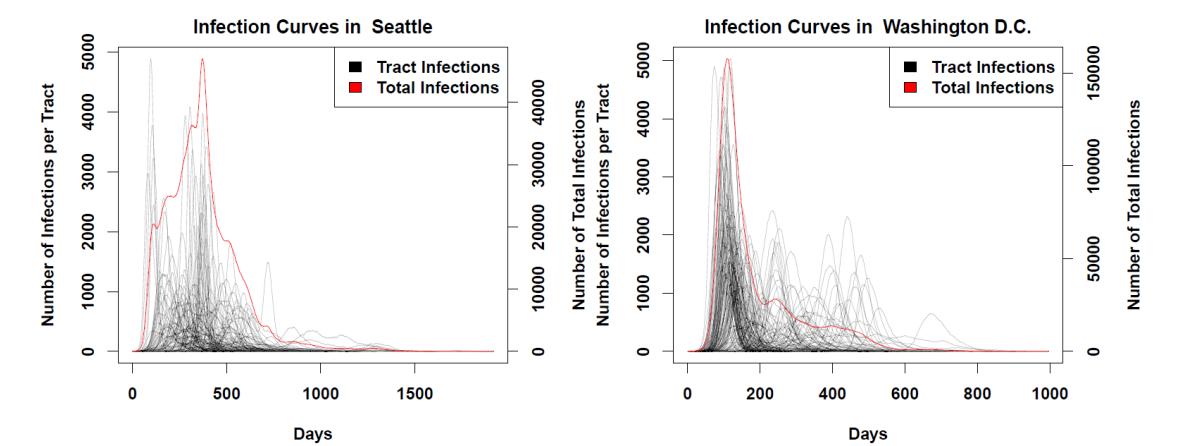 Infection Curves in  Seattle
Tract Infections
Total Infections
Number of Infections per Tract
0
1000
2000
3000
4000
5000
0
10000
20000
30000
40000
Number of Total Infections
0
500
1000
1500
Days
Infection Curves in  Washington D.C.
Tract Infections
Total Infections
Number of Infections per Tract
0
1000
2000
3000
4000
5000
0
50000
100000
150000
Number of Total Infections
0
200
400
600
800
1000
Days